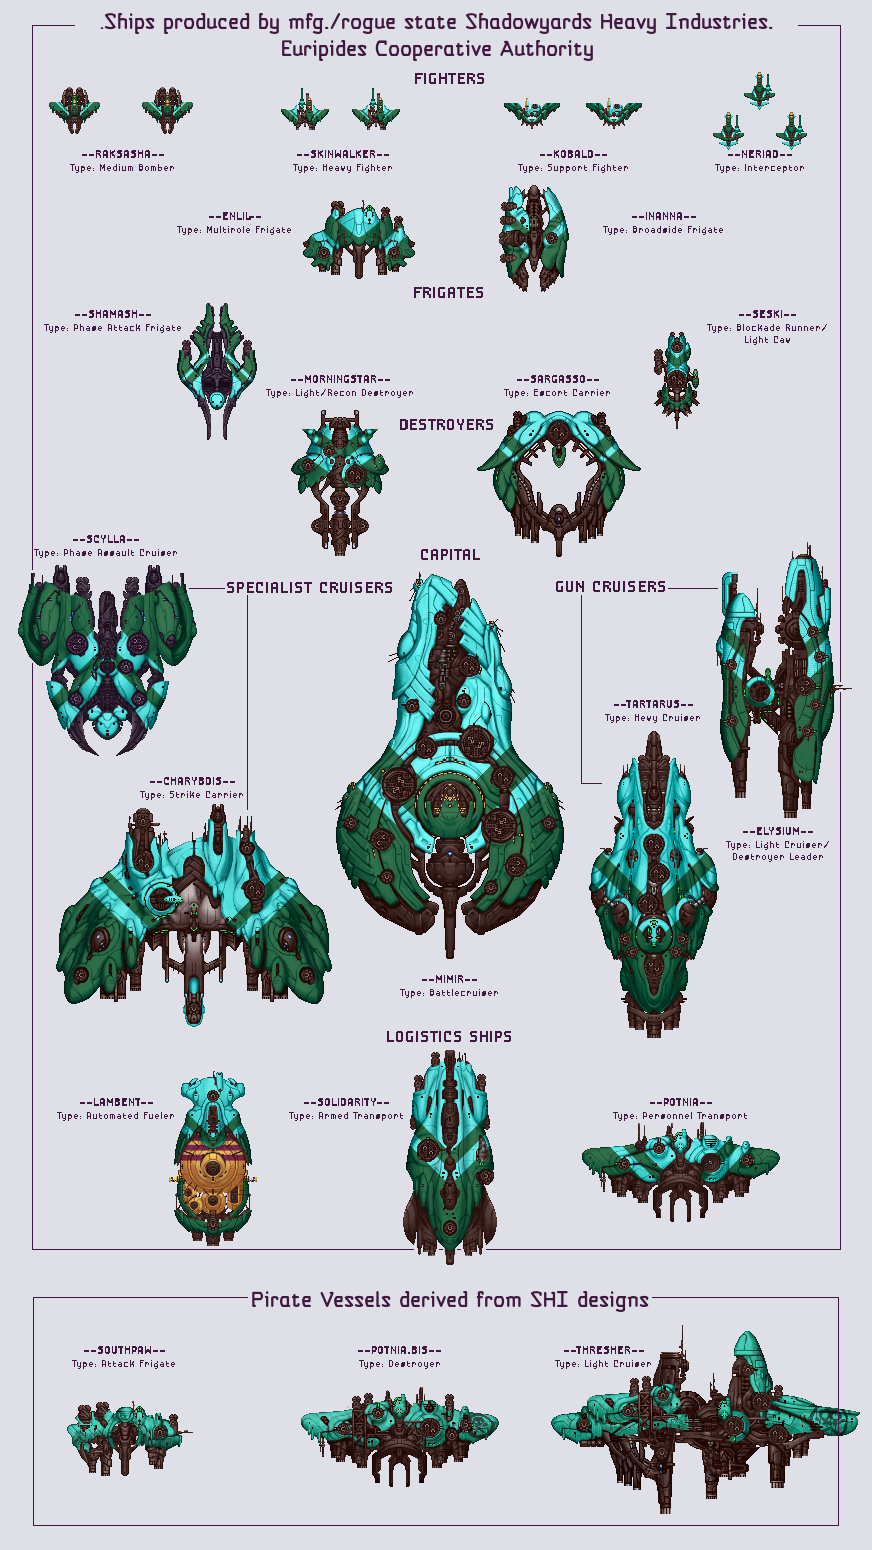 .Ships produced by mfg./rogue state Shadowyards Heavy Industries.
Euripides Cooperative Authority
FIGHTERS
--RAKSASHA--
Type: Medium Bomber
--SKINWALKER--
Type: Heavy Fighter
--KOBALD--
Type: Support Fighter
--NERIAD--
Type: Interceptor
--ENLIL--
Type: Multirole Frigate
--INANNA--
Type: Broadside Frigate
FRIGATES
--SHAMASH--
Type: Phase Attack Frigate
--SESKI--
Type: Blockade Runner/
Light Cav
--MORNINGSTAR--
Type: Light/Recon Destroyer
--SARGASSO--
Type: Escort Carrier
DESTROYERS
--SCYLLA--
Type: Phase Assault Cruiser
CAPITAL
SPECIALIST CRUISERS
GUN CRUISERS
--TARTARUS--
Type: Hevy Cruiser
--CHARYBDIS--
Type: Strike Carrier
--ELYSIUM--
Type: Light Cruiser/
Destroyer Leader
--MIMIR--
Type: Battlecruiser
LOGISTICS SHIPS
--LAMBENT--
Type: Automated Fueler
--SOLIDARITY--
Type: Armed Transport
--POTNIA--
Type: Personnel Transport
Pirate Vessels derived from SHI designs
--SOUTHPAW--
Type: Attack Frigate
--POTNIA.BIS--
Type: Destroyer
--THRESHER--
Type: Light Cruiser